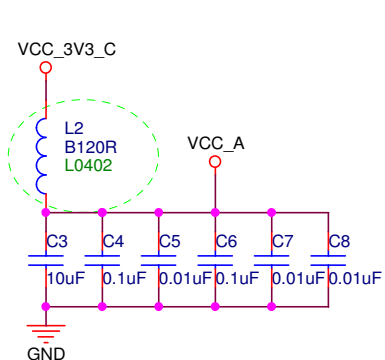 VCC_3V3_C
L2
B120R
L0402
VCC_A
C3 C4 C5 C6 C7 C8
10uF 0.1uF 0.01uF 0.1uF 0.01uF 0.01uF
GND